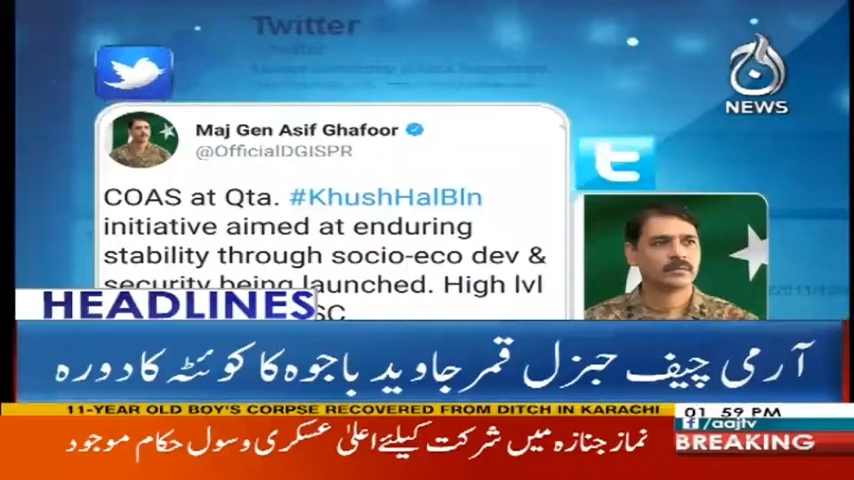 Twitter
آج
NEWS
Maj Gen Asif Ghafoor
@OfficialDGISPR
COAS at Qta. #KhushHalBln
initiative aimed at enduring
stability through socio-eco dev &
security being launched. High lvl
SC
HEADLINES
آرمی چیف جنرل قمر جاوید باجوہ کا کوئٹہ کا دورہ
11-YEAR OLD BOY'S CORPSE RECOVERED FROM DITCH IN KARACHI
01 59 PM
/aajtv
BREAKING
نماز جنازہ میں شرکت کیلئے اعلیٰ عسکری و سول حکام موجود